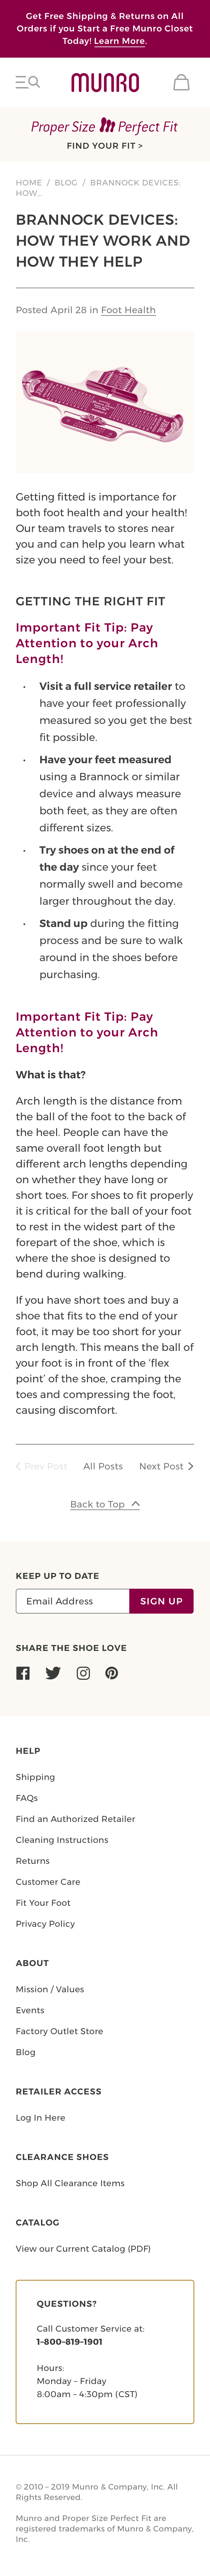 Get Free Shipping & Returns on All
Orders if you Start a Free Munro Closet
Today! Learn More.
MUNRO
Proper Size Perfect Fit
FIND YOUR FIT >
HOME / BLOG / BRANNOCK DEVICES:
HOW...
BRANNOCK DEVICES:
HOW THEY WORK AND
HOW THEY HELP
Posted April 28 in Foot Health
Getting fitted is importance for
both foot health and your health!
Our team travels to stores near
you and can help you learn what
size you need to feel your best.
GETTING THE RIGHT FIT
Important Fit Tip: Pay
Attention to your Arch
Length!
• Visit a full service retailer to
have your feet professionally
measured so you get the best
fit possible.
• Have your feet measured
using a Brannock or similar
device and always measure
both feet, as they are often
different sizes.
• Try shoes on at the end of
the day since your feet
normally swell and become
larger throughout the day.
• Stand up during the fitting
process and be sure to walk
around in the shoes before
purchasing.
Important Fit Tip: Pay
Attention to your Arch
Length!
What is that?
Arch length is the distance from
the ball of the foot to the back of
the heel. People can have the
same overall foot length but
different arch lengths depending
on whether they have long or
short toes. For shoes to fit properly
it is critical for the ball of your foot
to rest in the widest part of the
forepart of the shoe, which is
where the shoe is designed to
bend during walking.
If you have short toes and buy a
shoe that fits to the end of your
foot, it may be too short for your
arch length. This means the ball of
your foot is in front of the ‘flex
point’ of the shoe, cramping the
toes and compressing the foot,
causing discomfort.
Prev Post All Posts Next Post
Back to Top
KEEP UP TO DATE
Email Address SIGN UP
SHARE THE SHOE LOVE
HELP
Shipping
FAQs
Find an Authorized Retailer
Cleaning Instructions
Returns
Customer Care
Fit Your Foot
Privacy Policy
ABOUT
Mission / Values
Events
Factory Outlet Store
Blog
RETAILER ACCESS
Log In Here
CLEARANCE SHOES
Shop All Clearance Items
CATALOG
View our Current Catalog (PDF)
QUESTIONS?
Call Customer Service at:
1-800-819-1901
Hours:
Monday – Friday
8:00am – 4:30pm (CST)
© 2010 – 2019 Munro & Company, Inc. All
Rights Reserved.
Munro and Proper Size Perfect Fit are
registered trademarks of Munro & Company,
Inc.